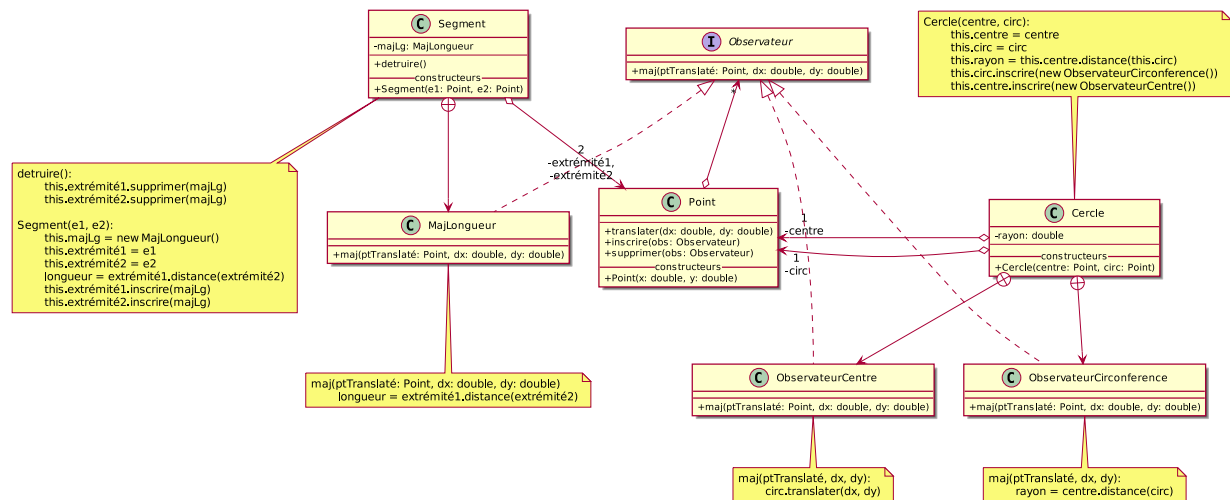 C Segment
-majLg: MajLongueur
+detruire()
constructeurs
+Segment(e1: Point, e2: Point)
I Observateur
+maj(ptTranslaté: Point, dx: double, dy: double)
Cercle(centre, circ):
this.centre = centre
this.circ = circ
this.rayon = this.centre.distance(this.circ)
this.circ.inscrire(new ObservateurCirconference())
this.centre.inscrire(new ObservateurCentre())
*
2
-extrémité1,
-extrémité2
detruire():
this.extrémité1.supprimer(majLg)
this.extrémité2.supprimer(majLg)
Segment(e1, e2):
this.majLg = new MajLongueur()
this.extrémité1 = e1
this.extrémité2 = e2
longueur = extrémité1.distance(extrémité2)
this.extrémité1.inscrire(majLg)
this.extrémité2.inscrire(majLg)
C MajLongueur
+maj(ptTranslaté: Point, dx: double, dy: double)
C Point
+translater(dx: double, dy: double)
+inscrire(obs: Observateur)
+supprimer(obs: Observateur)
constructeurs
+Point(x: double, y: double)
1
-centre
1
-circ
C Cercle
-rayon: double
constructeurs
+Cercle(centre: Point, circ: Point)
maj(ptTranslaté: Point, dx: double, dy: double)
longueur = extrémité1.distance(extrémité2)
C ObservateurCentre
+maj(ptTranslaté: Point, dx: double, dy: double)
C ObservateurCirconference
+maj(ptTranslaté: Point, dx: double, dy: double)
maj(ptTranslaté, dx, dy):
circ.translater(dx, dy)
maj(ptTranslaté, dx, dy):
rayon = centre.distance(circ)